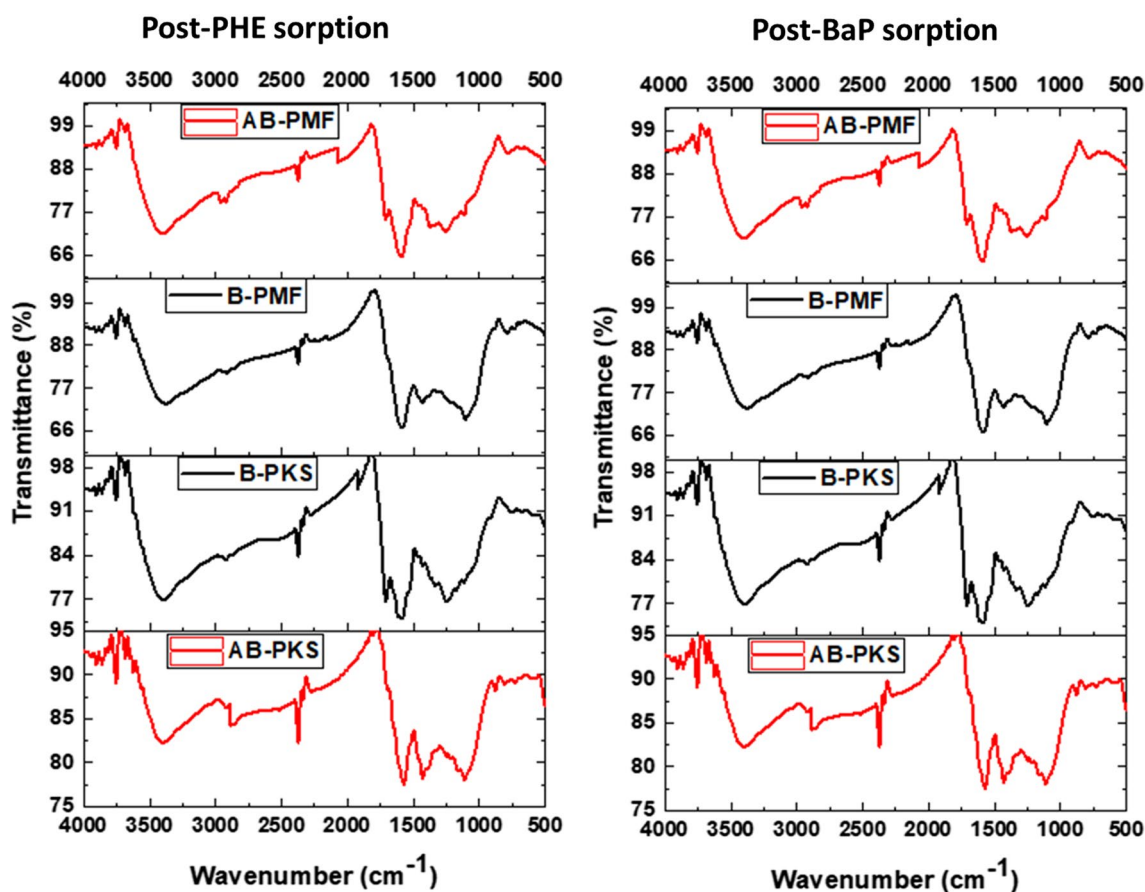 Post-PHE sorption
4000 3500 3000 2500 2000 1500 1000 500
AB-PMF
99
88
77
66
B-PMF
99
88
77
66
B-PKS
98
91
84
77
95
95
AB-PKS
90
85
80
75
4000 3500 3000 2500 2000 1500 1000 500
Transmittance (%)
Wavenumber (cm-1)
Post-BaP sorption
4000 3500 3000 2500 2000 1500 1000 500
AB-PMF
99
88
77
66
B-PMF
99
88
77
66
B-PKS
98
91
84
77
95
AB-PKS
90
85
80
75
4000 3500 3000 2500 2000 1500 1000 500
Transmittance (%)
Wavenumber (cm-1)